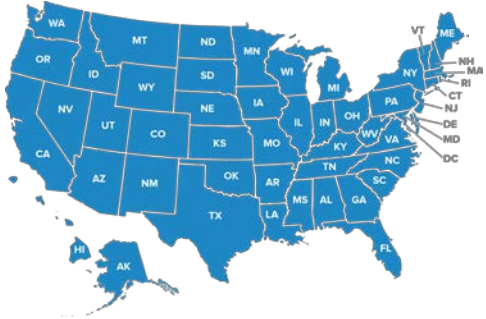 WA
MT
ND
MN
VT
ME
OR
ID
WY
SD
WI
MI
NY
NH
MA
RI
CT
NV
UT
CO
NE
IA
IL
IN
OH
PA
NJ
DE
MD
DC
CA
KS
MO
KY
WV
VA
AZ
NM
OK
AR
TN
NC
SC
TX
LA
MS
AL
GA
FL
HI
AK